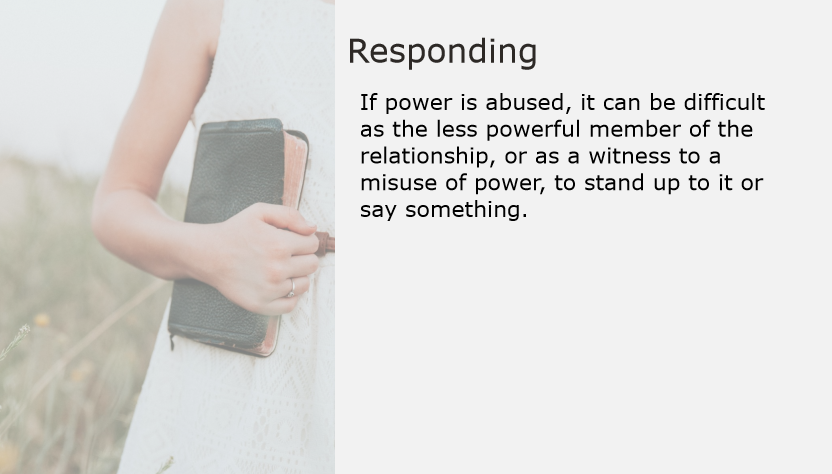 Responding
If power is abused, it can be difficult
as the less powerful member of the
relationship, or as a witness to a
misuse of power, to stand up to it or
say something.